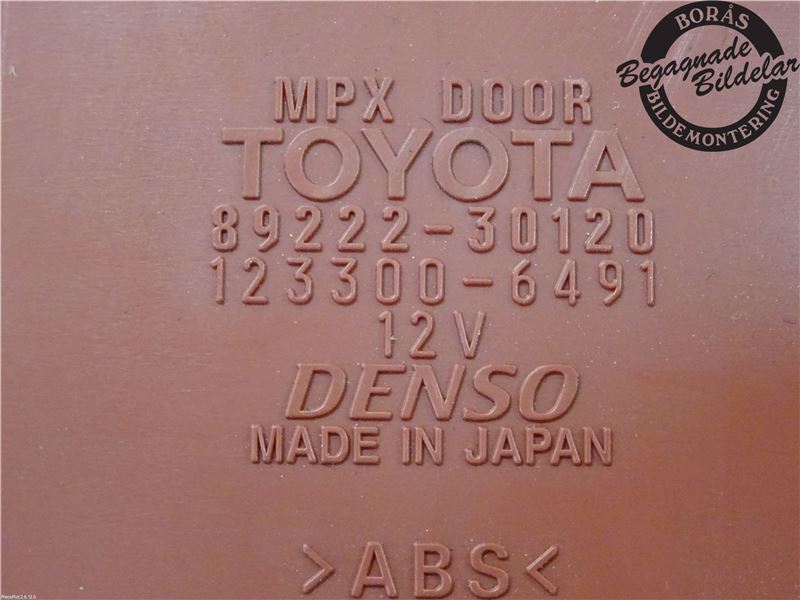 BORÅS
Begagnade
Bildelar
BILDEMONTERING
MPX DOOR
TOYOTA
89222-30120
123300-6491
12V
DENSO
MADE IN JAPAN
>ABS<